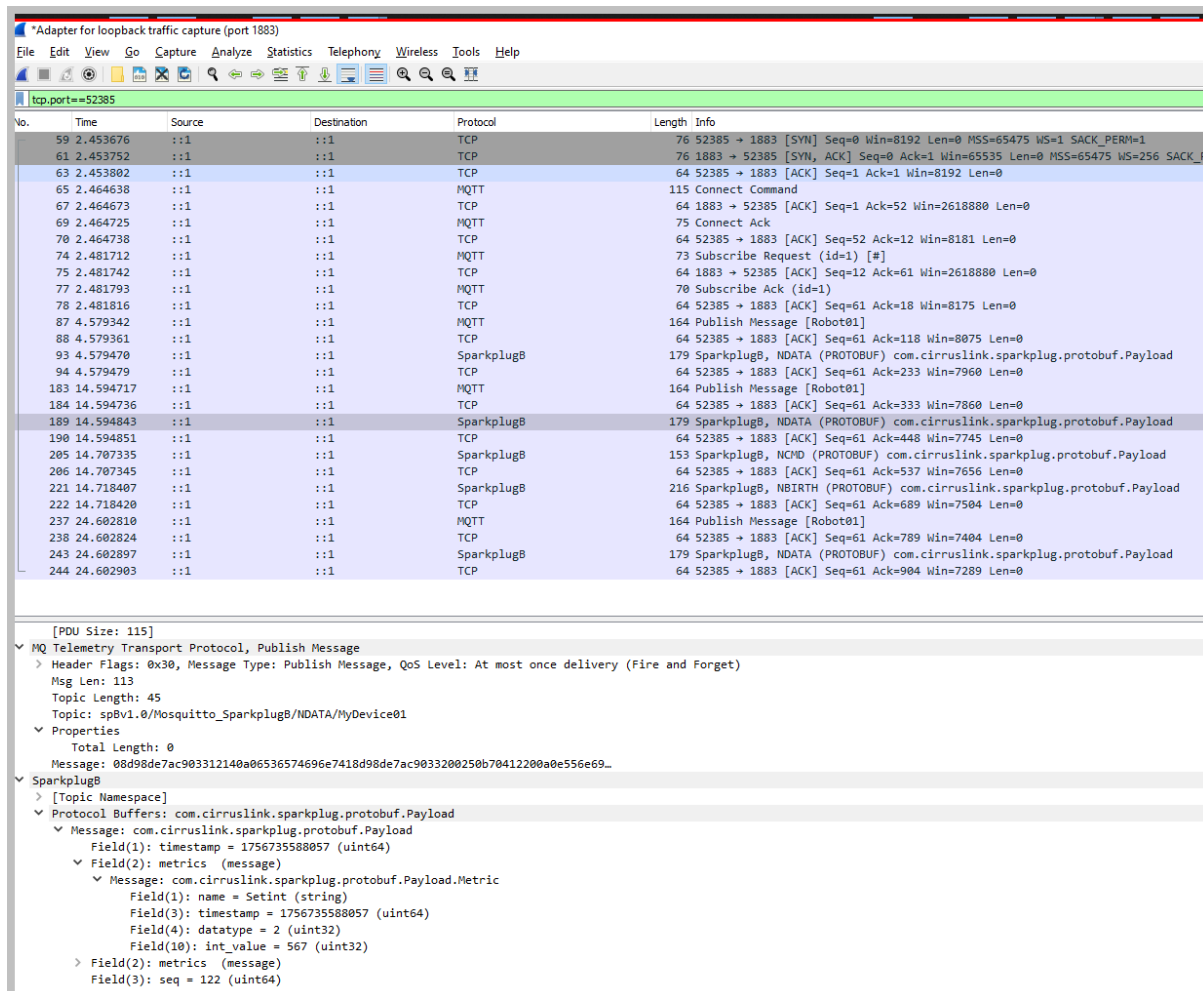 *Adapter for loopback traffic capture (port 1883)
File Edit View Go Capture Analyze Statistics Telephony Wireless Tools Help
tcp.port==52385
No. Time Source Destination Protocol Length Info
59 2.453676 ::1 ::1 TCP 76 52385 → 1883 [SYN] Seq=0 Win=8192 Len=0 MSS=65475 WS=1 SACK_PERM=1
61 2.453752 ::1 ::1 TCP 76 1883 → 52385 [SYN, ACK] Seq=0 Ack=1 Win=65535 Len=0 MSS=65475 WS=256 SACK_P
63 2.453802 ::1 ::1 TCP 64 52385 → 1883 [ACK] Seq=1 Ack=1 Win=8192 Len=0
65 2.464638 ::1 ::1 MQTT 115 Connect Command
67 2.464673 ::1 ::1 TCP 64 1883 → 52385 [ACK] Seq=1 Ack=52 Win=2618880 Len=0
69 2.464725 ::1 ::1 MQTT 75 Connect Ack
70 2.464738 ::1 ::1 TCP 64 52385 → 1883 [ACK] Seq=52 Ack=12 Win=8181 Len=0
74 2.481712 ::1 ::1 MQTT 73 Subscribe Request (id=1) [#]
75 2.481742 ::1 ::1 TCP 64 1883 → 52385 [ACK] Seq=12 Ack=61 Win=2618880 Len=0
77 2.481793 ::1 ::1 MQTT 70 Subscribe Ack (id=1)
78 2.481816 ::1 ::1 TCP 64 52385 → 1883 [ACK] Seq=61 Ack=18 Win=8175 Len=0
87 4.579342 ::1 ::1 MQTT 164 Publish Message [Robot01]
88 4.579361 ::1 ::1 TCP 64 52385 → 1883 [ACK] Seq=61 Ack=118 Win=8075 Len=0
93 4.579470 ::1 ::1 SparkplugB 179 SparkplugB, NDATA (PROTOBUF) com.cirruslink.sparkplug.protobuf.Payload
94 4.579479 ::1 ::1 TCP 64 52385 → 1883 [ACK] Seq=61 Ack=233 Win=7960 Len=0
183 14.594717 ::1 ::1 MQTT 164 Publish Message [Robot01]
184 14.594736 ::1 ::1 TCP 64 52385 → 1883 [ACK] Seq=61 Ack=333 Win=7860 Len=0
189 14.594843 ::1 ::1 SparkplugB 179 SparkplugB, NDATA (PROTOBUF) com.cirruslink.sparkplug.protobuf.Payload
190 14.594851 ::1 ::1 TCP 64 52385 → 1883 [ACK] Seq=61 Ack=448 Win=7745 Len=0
205 14.707335 ::1 ::1 SparkplugB 153 SparkplugB, NCMD (PROTOBUF) com.cirruslink.sparkplug.protobuf.Payload
206 14.707345 ::1 ::1 TCP 64 52385 → 1883 [ACK] Seq=61 Ack=537 Win=7656 Len=0
221 14.718407 ::1 ::1 SparkplugB 216 SparkplugB, NBIRTH (PROTOBUF) com.cirruslink.sparkplug.protobuf.Payload
222 14.718420 ::1 ::1 TCP 64 52385 → 1883 [ACK] Seq=61 Ack=689 Win=7504 Len=0
237 24.602810 ::1 ::1 MQTT 164 Publish Message [Robot01]
238 24.602824 ::1 ::1 TCP 64 52385 → 1883 [ACK] Seq=61 Ack=789 Win=7404 Len=0
243 24.602897 ::1 ::1 SparkplugB 179 SparkplugB, NDATA (PROTOBUF) com.cirruslink.sparkplug.protobuf.Payload
244 24.602903 ::1 ::1 TCP 64 52385 → 1883 [ACK] Seq=61 Ack=904 Win=7289 Len=0
[PDU Size: 115]
MQ Telemetry Transport Protocol, Publish Message
Header Flags: 0x30, Message Type: Publish Message, QoS Level: At most once delivery (Fire and Forget)
Msg Len: 113
Topic Length: 45
Topic: spBv1.0/Mosquitto_SparkplugB/NDATA/MyDevice01
Properties
Total Length: 0
Message: 08d98de7ac903312140a06536574696e7418d98de7ac9033200250b70412200a0e556e69…
SparkplugB
[Topic Namespace]
Protocol Buffers: com.cirruslink.sparkplug.protobuf.Payload
Message: com.cirruslink.sparkplug.protobuf.Payload
Field(1): timestamp = 1756735588057 (uint64)
Field(2): metrics (message)
Message: com.cirruslink.sparkplug.protobuf.Payload.Metric
Field(1): name = Setint (string)
Field(3): timestamp = 1756735588057 (uint64)
Field(4): datatype = 2 (uint32)
Field(10): int_value = 567 (uint32)
Field(2): metrics (message)
Field(3): seq = 122 (uint64)